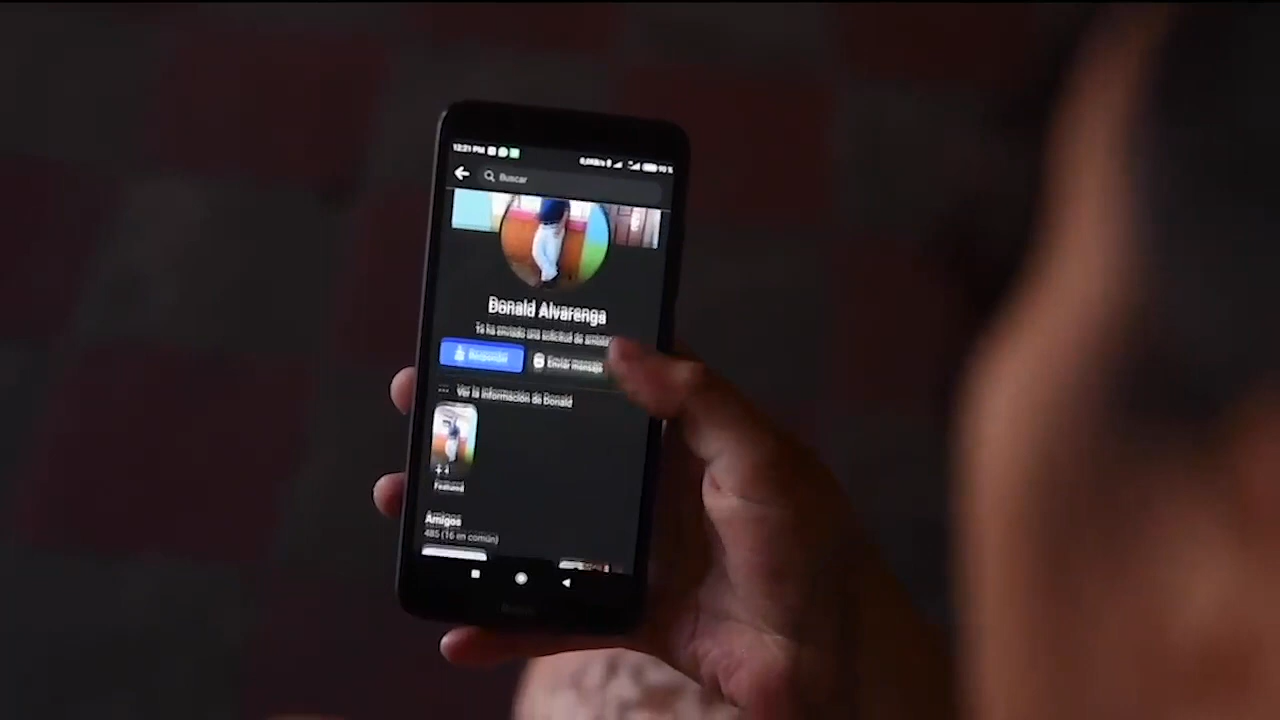 12:21 PM
Buscar
Donald Alvarenga
Te ha enviado una solicitud de amistad
Responder
Enviar mensaje
Ver la información de Donald
Featured
Amigos
485 (16 en común)